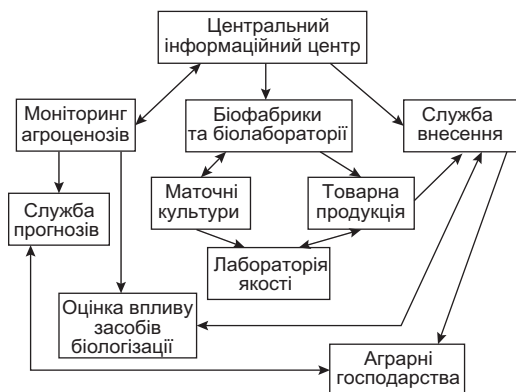 Центральний
інформаційний центр
Моніторинг
агроценозів
Біофабрики
та біолабораторії
Служба
внесення
Маточні
культури
Товарна
продукція
Служба
прогнозів
Лабораторія
якості
Оцінка впливу
засобів
біологізації
Аграрні
господарства